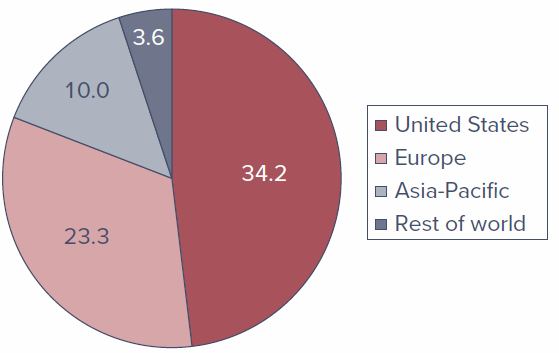 3.6
10.0
34.2
23.3
United States
Europe
Asia-Pacific
Rest of world